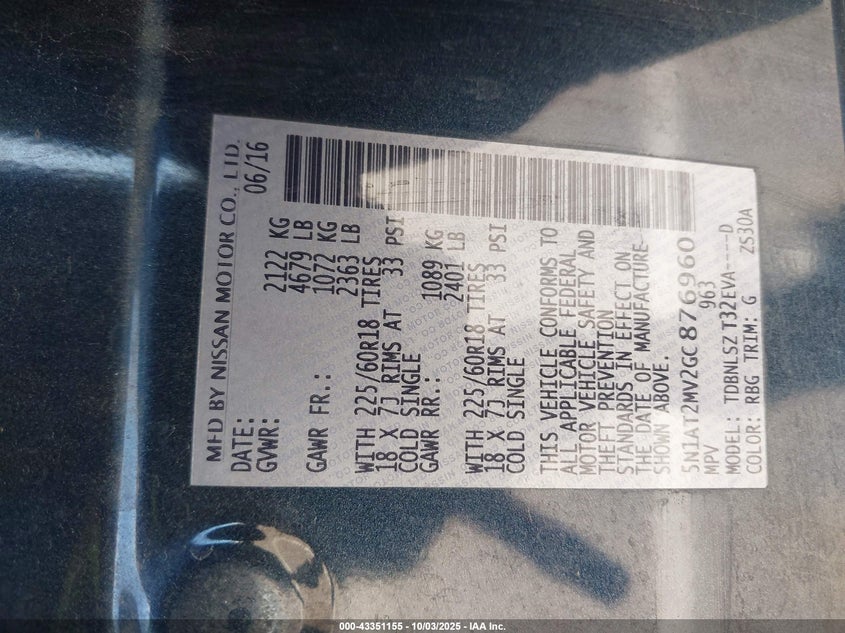 MFD BY NISSAN MOTOR CO., LTD.
DATE: 06/16
GVWR: 2122 KG
4679 LB
GAWR FR.: 1072 KG
2363 LB
WITH 225/60R18 TIRES
18 X 7J RIMS AT 33 PSI
COLD SINGLE
GAWR RR.: 1089 KG
2401 LB
WITH 225/60R18 TIRES
18 X 7J RIMS AT 33 PSI
COLD SINGLE
THIS VEHICLE CONFORMS TO
ALL APPLICABLE FEDERAL
MOTOR VEHICLE SAFETY AND
THEFT PREVENTION
STANDARDS IN EFFECT ON
THE DATE OF MANUFACTURE
SHOWN ABOVE.
5N1AT2MV2GC876960
MPV 963
MODEL: TDBNLSZ T32EVA----D
COLOR: RBG TRIM: G ZS30A
000-43351155 - 10/03/2025 - IAA Inc.